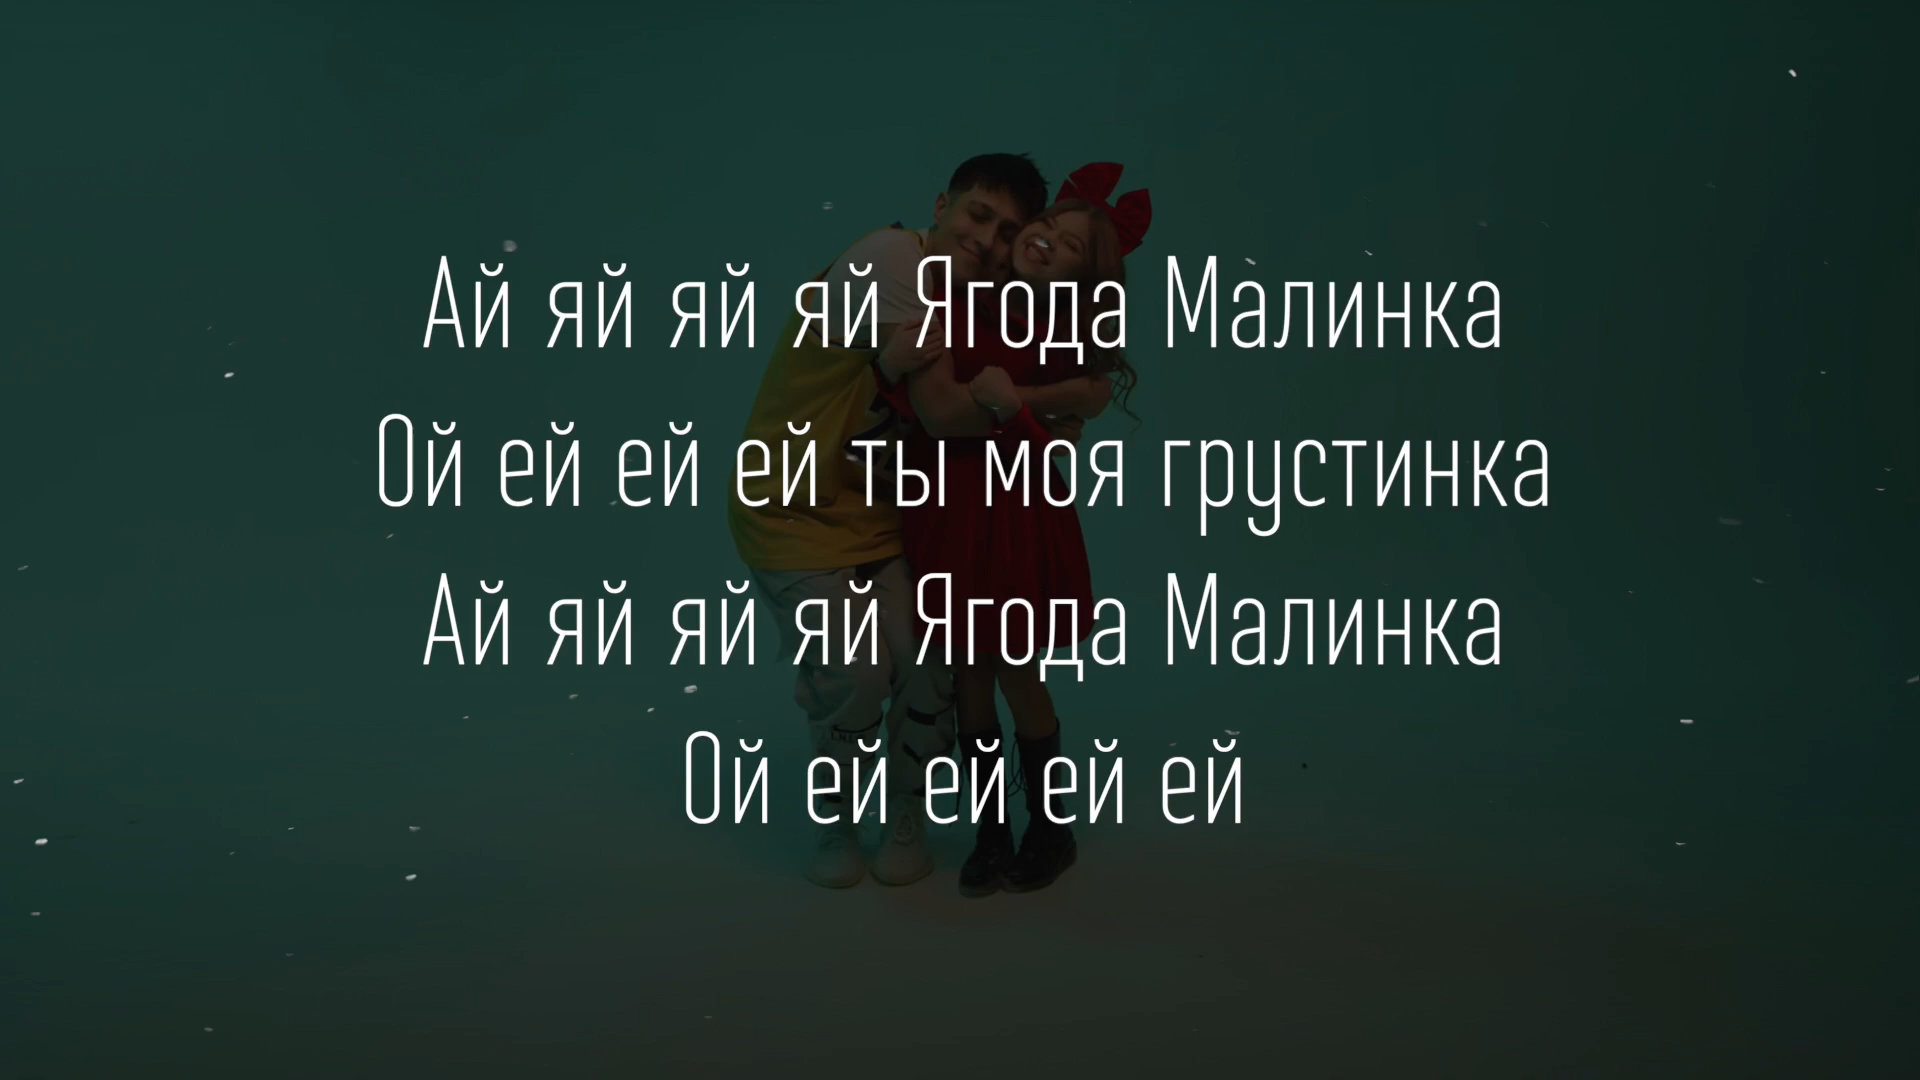 Ай яй яй яй Ягода Малинка
Ой ей ей ей ты моя грустинка
Ай яй яй яй Ягода Малинка
Ой ей ей ей ей